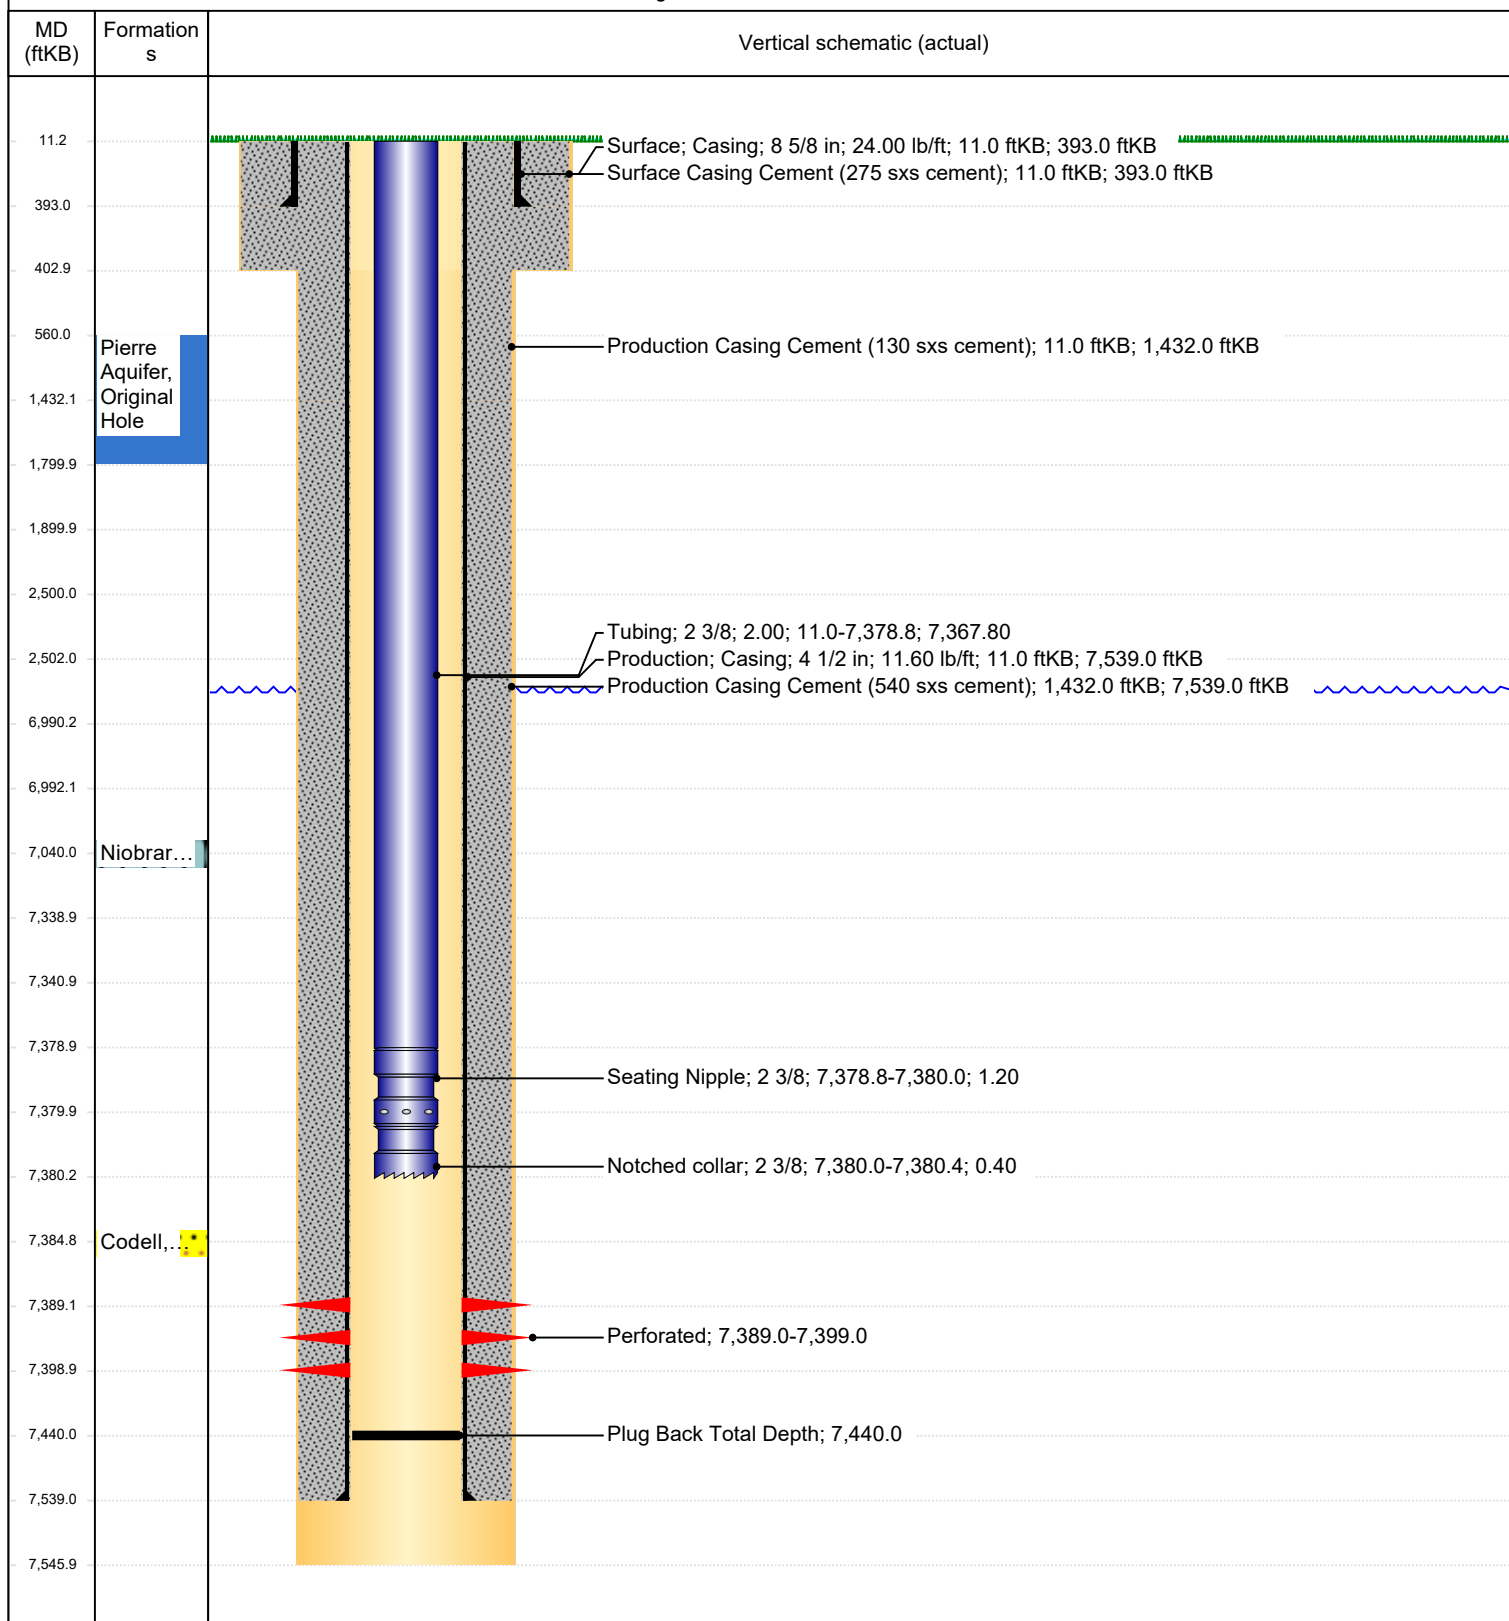 MD
(ftKB)
Formation
s
Vertical schematic (actual)
11.2
Surface; Casing; 8 5/8 in; 24.00 lb/ft; 11.0 ftKB; 393.0 ftKB
Surface Casing Cement (275 sxs cement); 11.0 ftKB; 393.0 ftKB
393.0
402.9
560.0
Pierre
Aquifer,
Original
Hole
Production Casing Cement (130 sxs cement); 11.0 ftKB; 1,432.0 ftKB
1,432.1
1,799.9
1,899.9
2,500.0
Tubing; 2 3/8; 2.00; 11.0-7,378.8; 7,367.80
2,502.0
Production; Casing; 4 1/2 in; 11.60 lb/ft; 11.0 ftKB; 7,539.0 ftKB
Production Casing Cement (540 sxs cement); 1,432.0 ftKB; 7,539.0 ftKB
6,990.2
6,992.1
7,040.0
Niobrar…
7,338.9
7,340.9
7,378.9
Seating Nipple; 2 3/8; 7,378.8-7,380.0; 1.20
7,379.9
Notched collar; 2 3/8; 7,380.0-7,380.4; 0.40
7,380.2
7,384.8
Codell,…
7,389.1
Perforated; 7,389.0-7,399.0
7,398.9
7,440.0
Plug Back Total Depth; 7,440.0
7,539.0
7,545.9